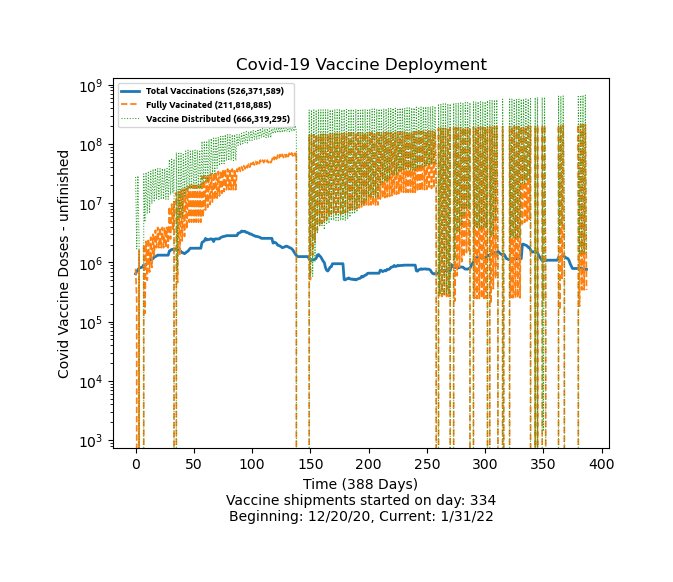 Covid-19 Vaccine Deployment
Total Vaccinations (526,371,589)
Fully Vacinated (211,818,885)
Vaccine Distributed (666,319,295)
Covid Vaccine Doses - unfinished
10⁹
10⁸
10⁷
10⁶
10⁵
10⁴
10³
0 50 100 150 200 250 300 350 400
Time (388 Days)
Vaccine shipments started on day: 334
Beginning: 12/20/20, Current: 1/31/22